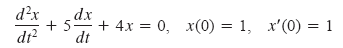 d²x/dt² + 5 dx/dt + 4x = 0, x(0) = 1, x′(0) = 1